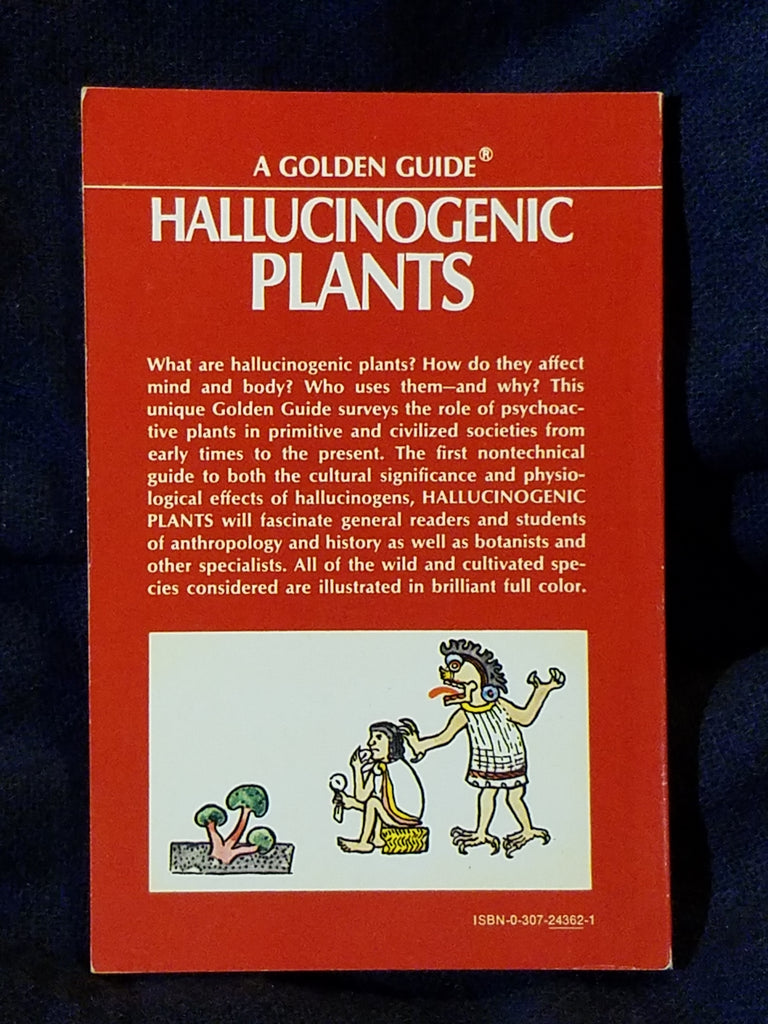 A GOLDEN GUIDE®
HALLUCINOGENIC
PLANTS
What are hallucinogenic plants? How do they affect
mind and body? Who uses them—and why? This
unique Golden Guide surveys the role of psychoac-
tive plants in primitive and civilized societies from
early times to the present. The first nontechnical
guide to both the cultural significance and physio-
logical effects of hallucinogens, HALLUCINOGENIC
PLANTS will fascinate general readers and students
of anthropology and history as well as botanists and
other specialists. All of the wild and cultivated spe-
cies considered are illustrated in brilliant full color.
ISBN-0-307-24362-1